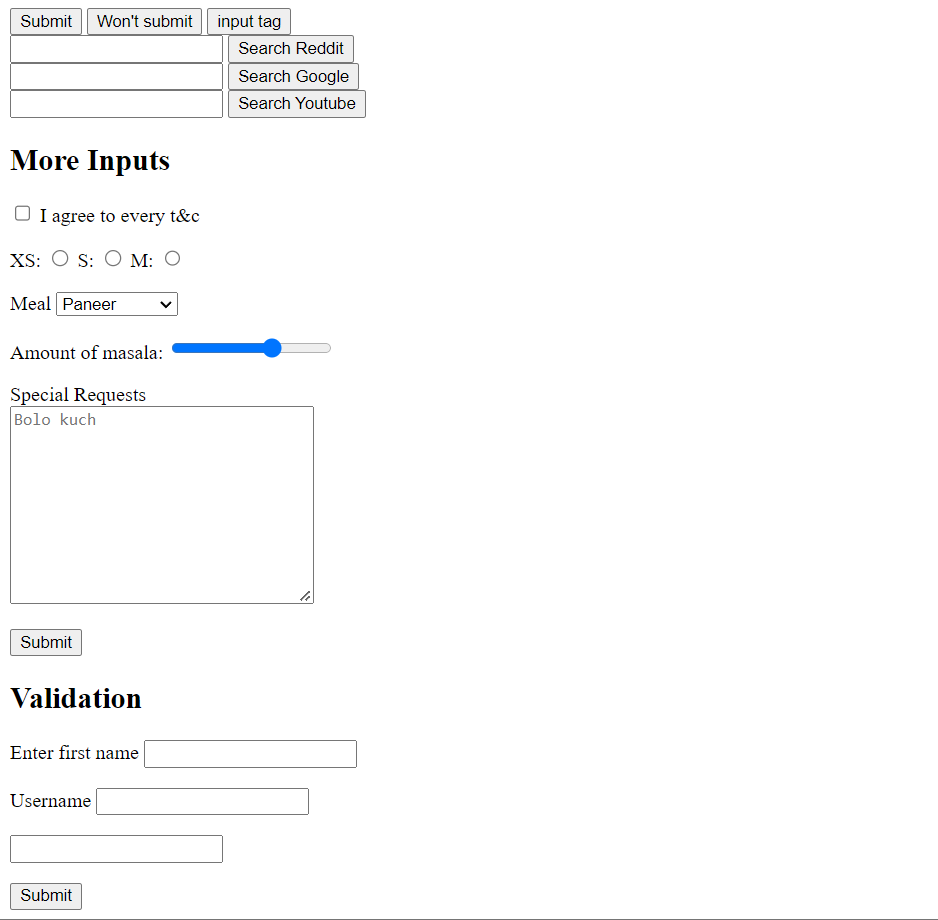 Submit Won't submit input tag
Search Reddit
Search Google
Search Youtube
More Inputs
I agree to every t&c
XS: S: M:
Meal Paneer
Amount of masala:
Special Requests
Bolo kuch
Submit
Validation
Enter first name
Username
Submit